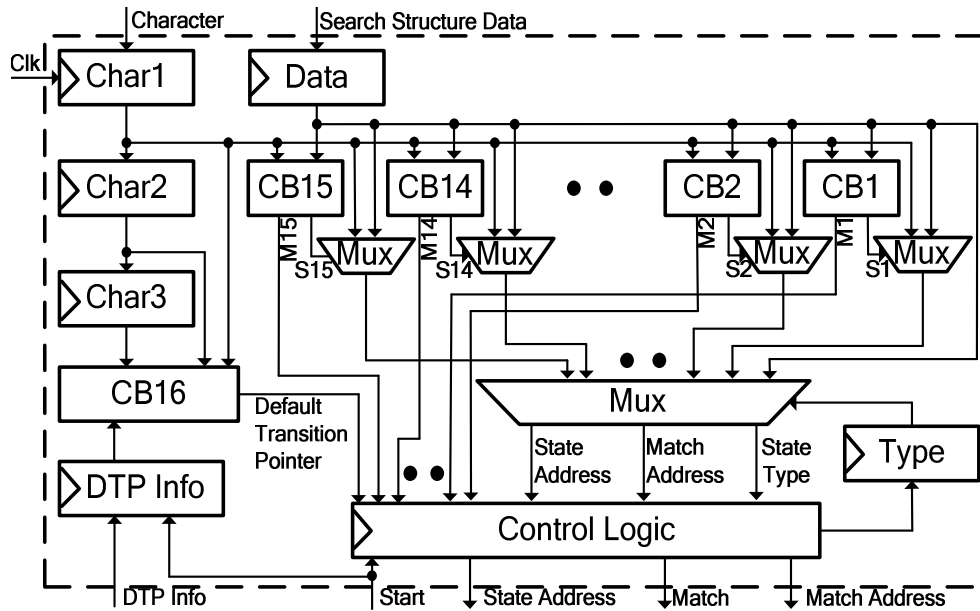 Character
Search Structure Data
Clk
Char1
Data
Char2
CB15
CB14
CB2
CB1
M15
M14
M2
M1
Mux
Mux
Mux
Mux
S15
S14
S2
S1
Char3
CB16
Default
Transition
Pointer
Mux
State
Address
Match
Address
State
Type
Type
DTP Info
Control Logic
DTP Info
Start
State Address
Match
Match Address